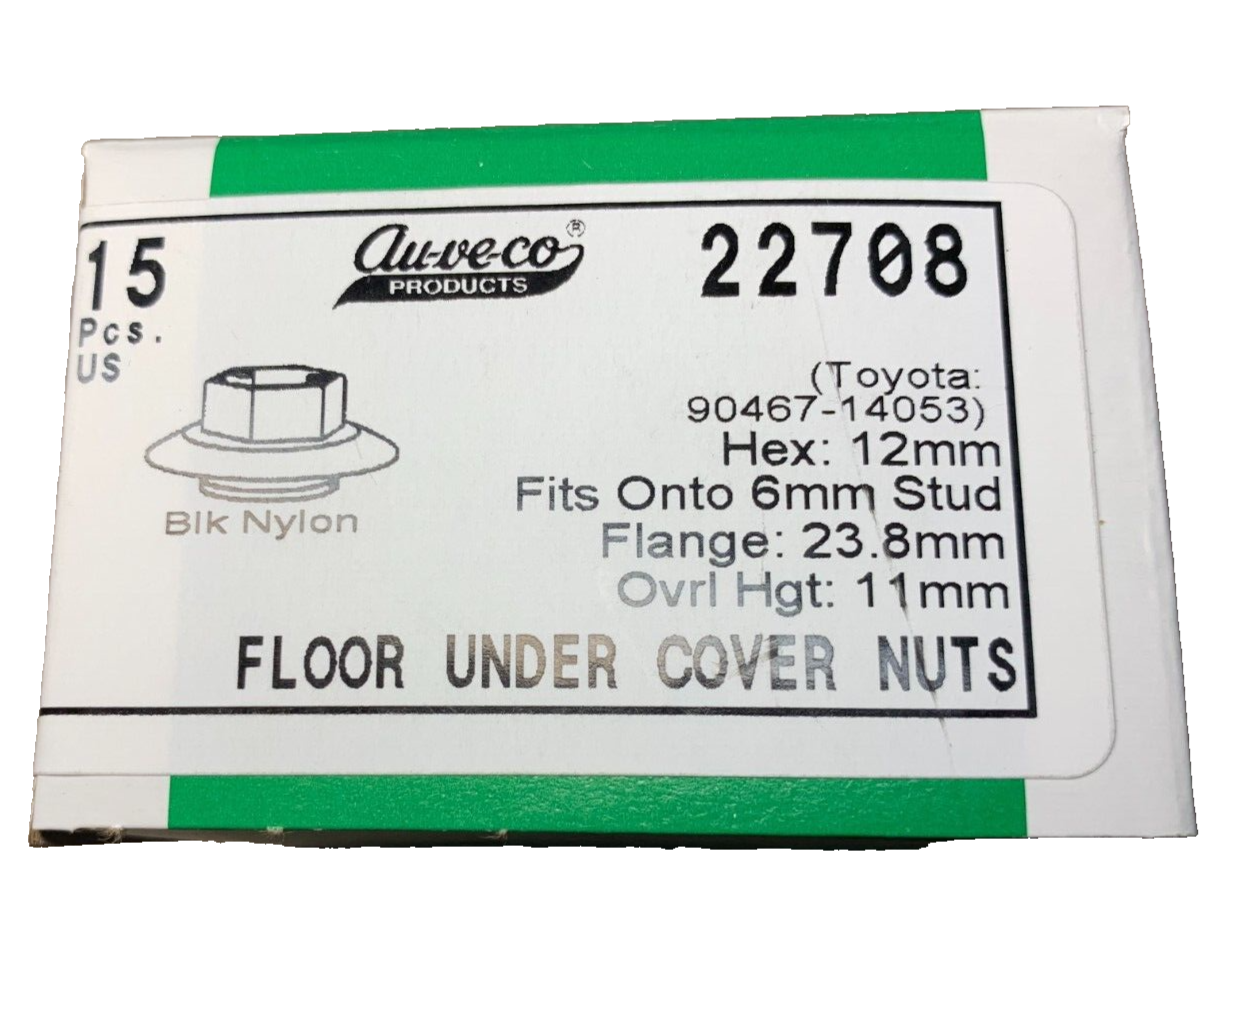 15
Pcs.
US
Au-ve-co®
PRODUCTS
22708
(Toyota:
90467-14053)
Hex: 12mm
Fits Onto 6mm Stud
Flange: 23.8mm
Ovrl Hgt: 11mm
Blk Nylon
FLOOR UNDER COVER NUTS